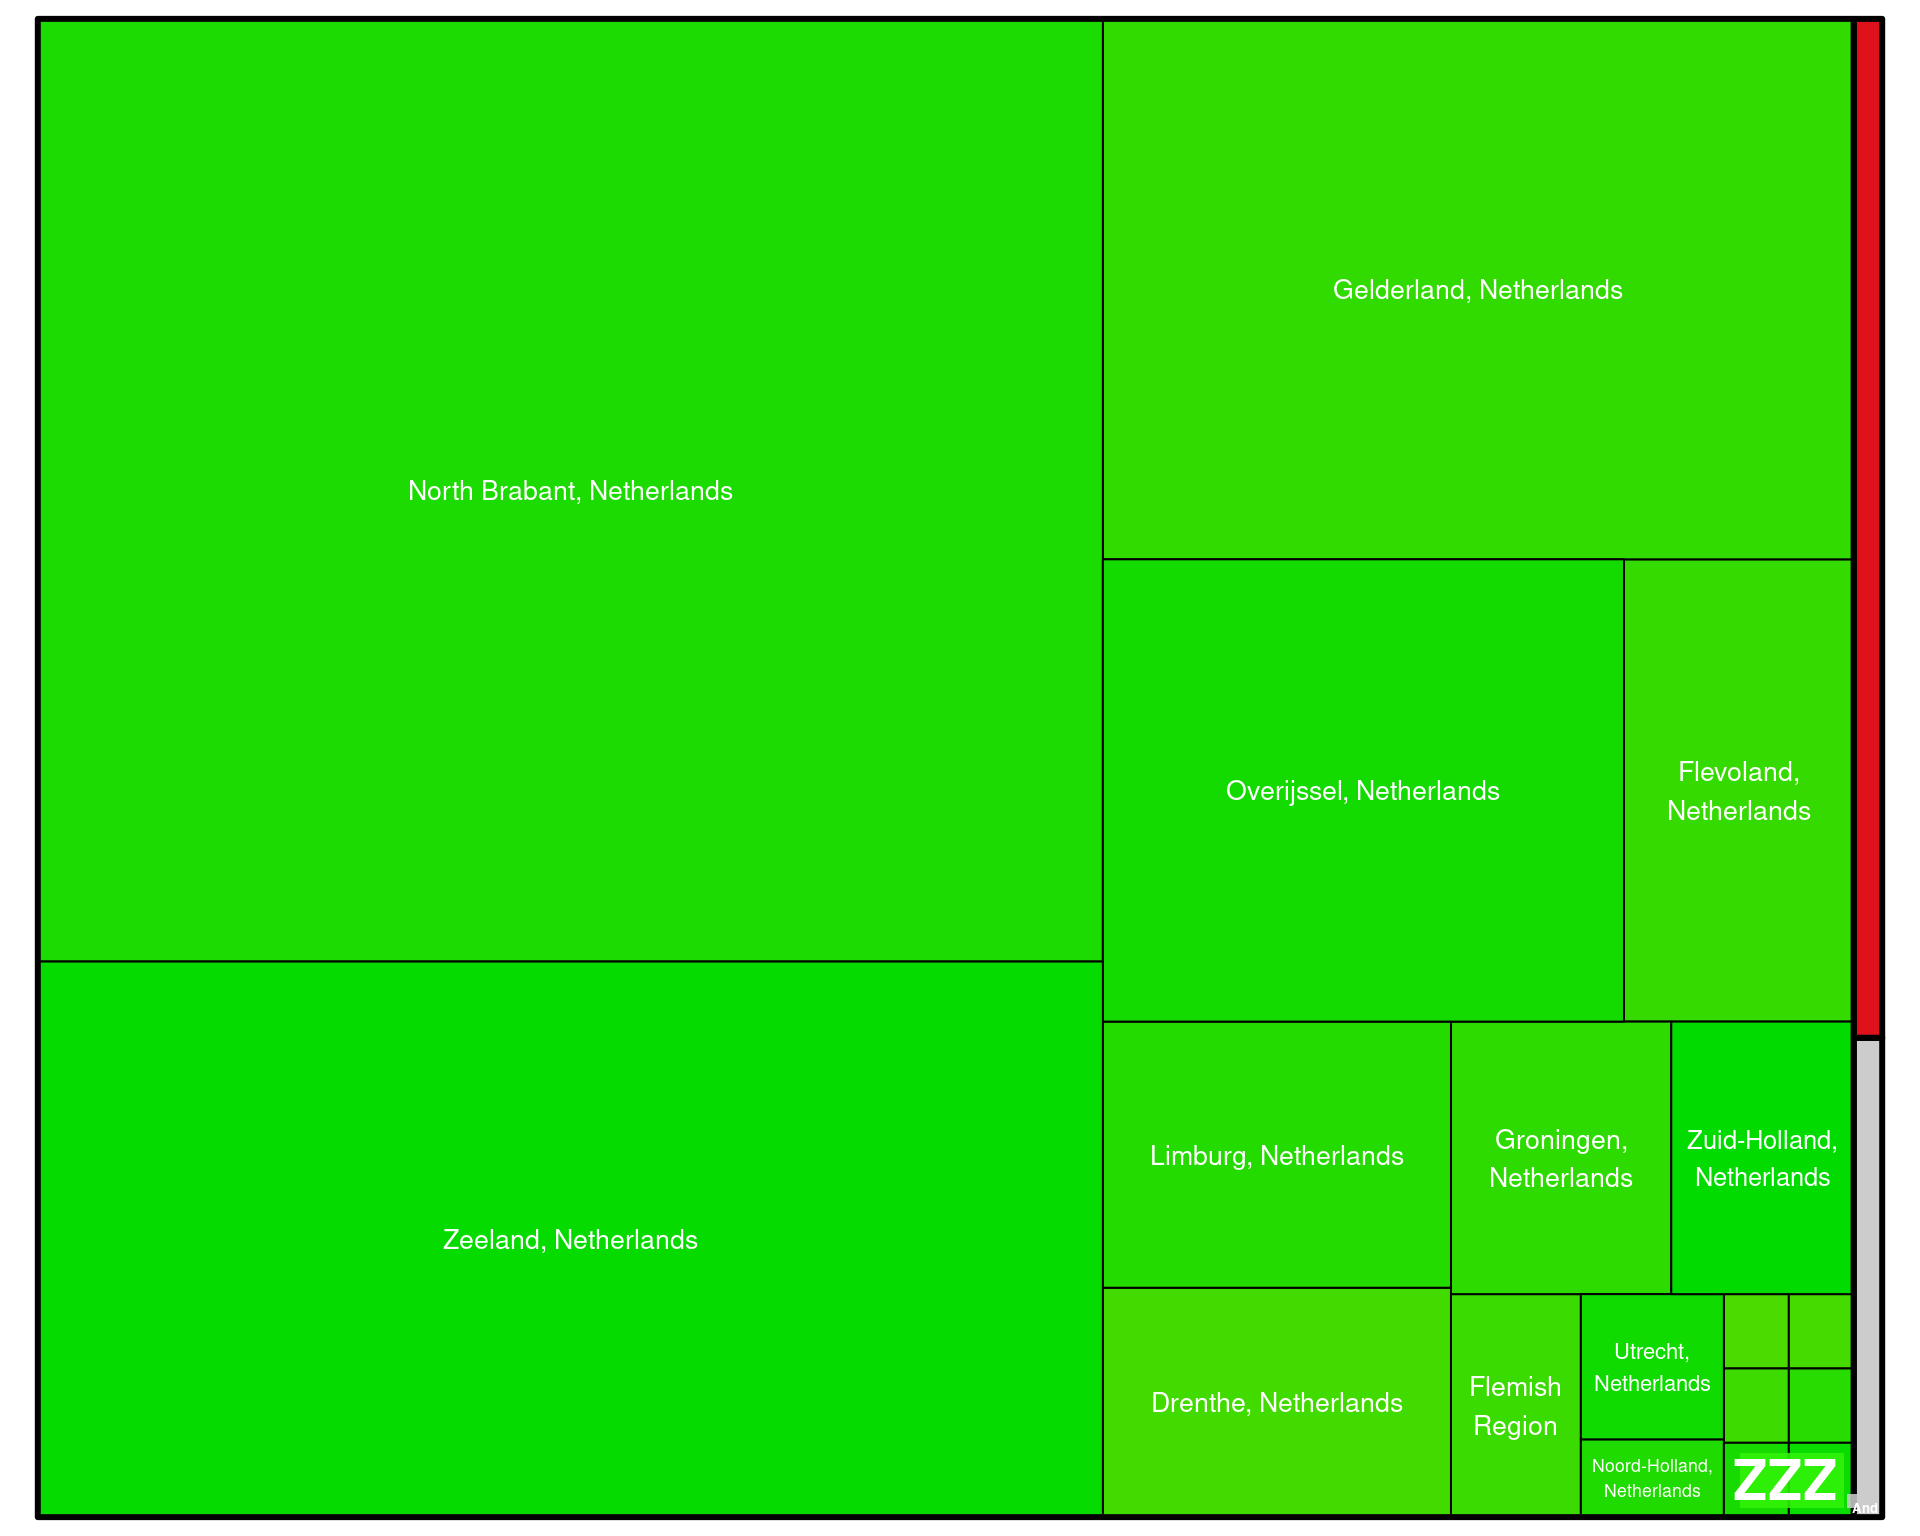 Gelderland, Netherlands
North Brabant, Netherlands
Overijssel, Netherlands
Flevoland,
Netherlands
Limburg, Netherlands
Groningen,
Netherlands
Zuid-Holland,
Netherlands
Zeeland, Netherlands
Drenthe, Netherlands
Flemish
Region
Utrecht,
Netherlands
Noord-Holland,
Netherlands
ZZZ
And